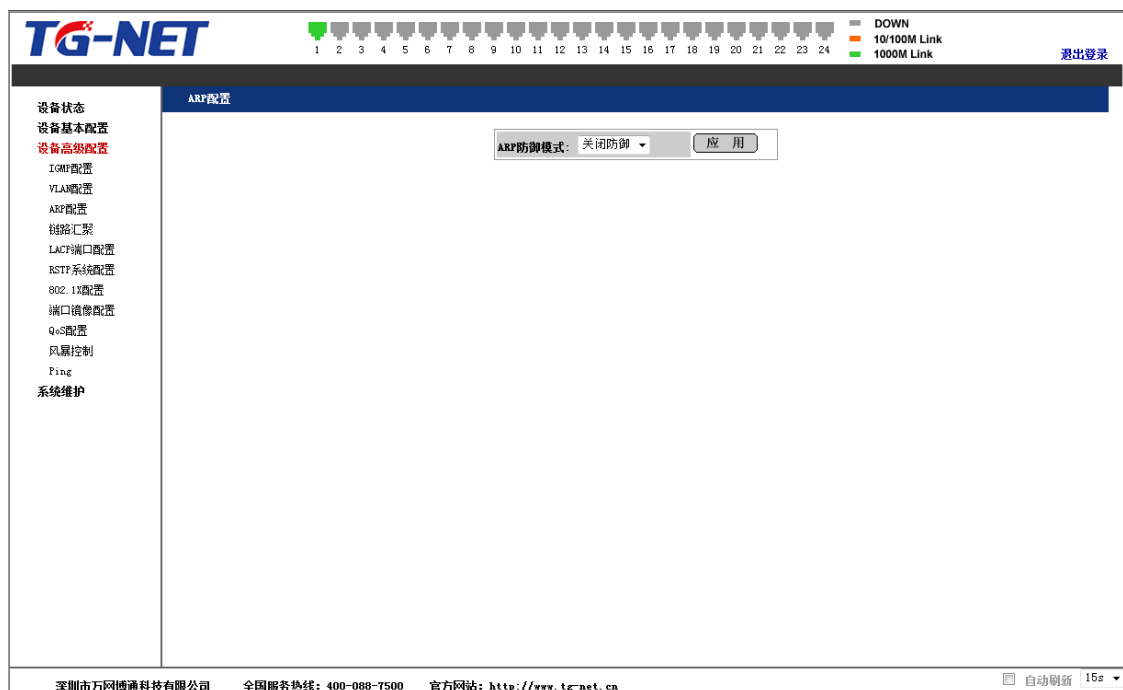 TG-NET
1 2 3 4 5 6 7 8 9 10 11 12 13 14 15 16 17 18 19 20 21 22 23 24
DOWN
10/100M Link
1000M Link
退出登录
设备状态
设备基本配置
设备高级配置
IGMP配置
VLAN配置
ARP配置
链路汇聚
LACP端口配置
RSTP系统配置
802.1X配置
端口镜像配置
QoS配置
风暴控制
Ping
系统维护
ARP配置
ARP防御模式: 关闭防御 应 用
深圳市万网博通科技有限公司 全国服务热线: 400-088-7500 官方网站: http://www.tg-net.cn
自动刷新 15s